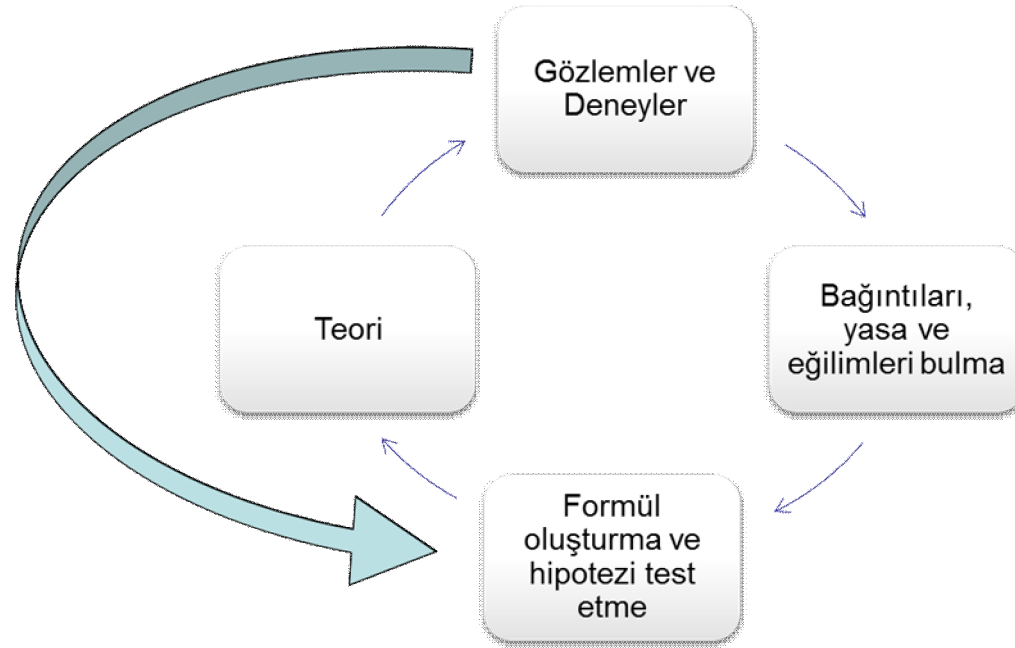 Gözlemler ve
Deneyler
Bağıntıları,
yasa ve
eğilimleri bulma
Formül
oluşturma ve
hipotezi test
etme
Teori